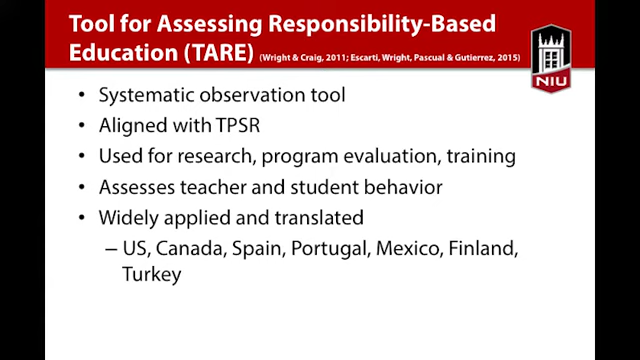 Tool for Assessing Responsibility-Based
Education (TARE) (Wright & Craig, 2011; Escarti, Wright, Pascual & Gutierrez, 2015)
NIU
• Systematic observation tool
• Aligned with TPSR
• Used for research, program evaluation, training
• Assesses teacher and student behavior
• Widely applied and translated
– US, Canada, Spain, Portugal, Mexico, Finland,
Turkey